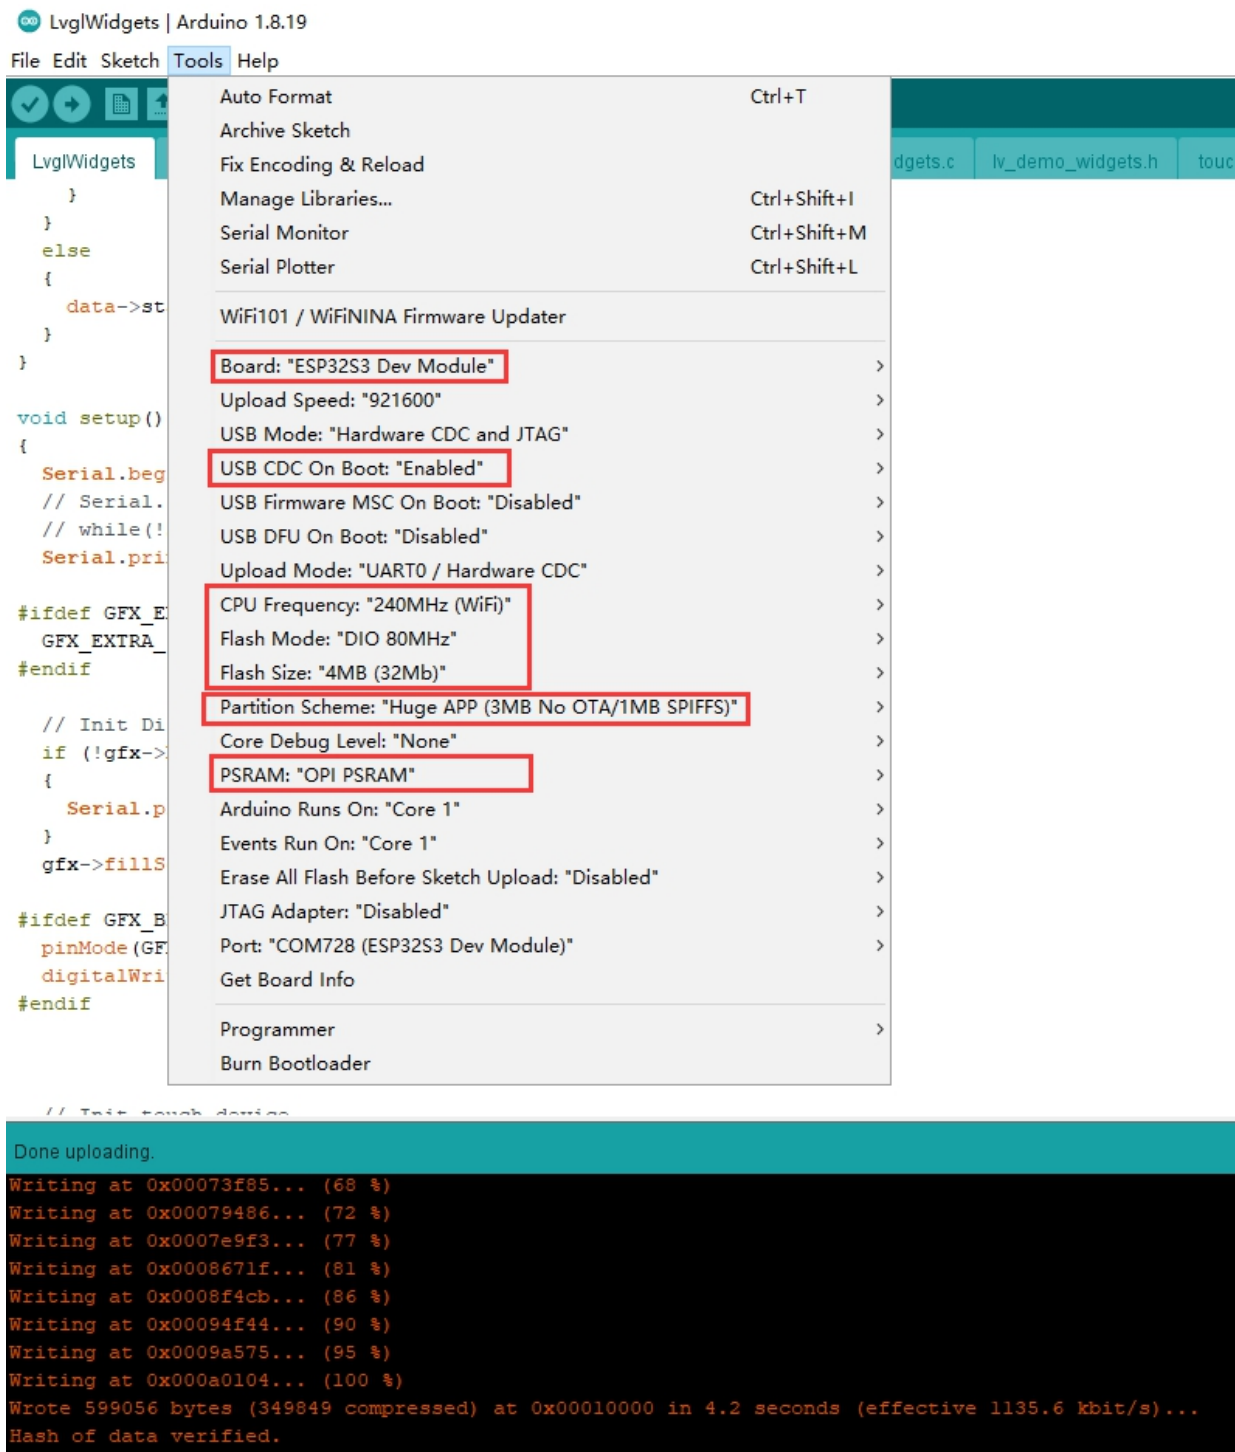 LvglWidgets | Arduino 1.8.19
File Edit Sketch Tools Help
Auto Format Ctrl+T
Archive Sketch
Fix Encoding & Reload
Manage Libraries... Ctrl+Shift+I
Serial Monitor Ctrl+Shift+M
Serial Plotter Ctrl+Shift+L
WiFi101 / WiFiNINA Firmware Updater
Board: "ESP32S3 Dev Module"
Upload Speed: "921600"
USB Mode: "Hardware CDC and JTAG"
USB CDC On Boot: "Enabled"
USB Firmware MSC On Boot: "Disabled"
USB DFU On Boot: "Disabled"
Upload Mode: "UART0 / Hardware CDC"
CPU Frequency: "240MHz (WiFi)"
Flash Mode: "DIO 80MHz"
Flash Size: "4MB (32Mb)"
Partition Scheme: "Huge APP (3MB No OTA/1MB SPIFFS)"
Core Debug Level: "None"
PSRAM: "OPI PSRAM"
Arduino Runs On: "Core 1"
Events Run On: "Core 1"
Erase All Flash Before Sketch Upload: "Disabled"
JTAG Adapter: "Disabled"
Port: "COM728 (ESP32S3 Dev Module)"
Get Board Info
Programmer
Burn Bootloader
LvglWidgets dgets.c lv_demo_widgets.h touc
}
}
else
{
data->st
}
}
void setup()
{
Serial.beg
// Serial.
// while(!
Serial.pri
#ifdef GFX_E
GFX_EXTRA_
#endif
// Init Di
if (!gfx->
{
Serial.p
}
gfx->fillS
#ifdef GFX_B
pinMode(GF
digitalWri
#endif
// Init touch device
Done uploading.
Writing at 0x00073f85... (68 %)
Writing at 0x00079486... (72 %)
Writing at 0x0007e9f3... (77 %)
Writing at 0x0008671f... (81 %)
Writing at 0x0008f4cb... (86 %)
Writing at 0x00094f44... (90 %)
Writing at 0x0009a575... (95 %)
Writing at 0x000a0104... (100 %)
Wrote 599056 bytes (349849 compressed) at 0x00010000 in 4.2 seconds (effective 1135.6 kbit/s)...
Hash of data verified.